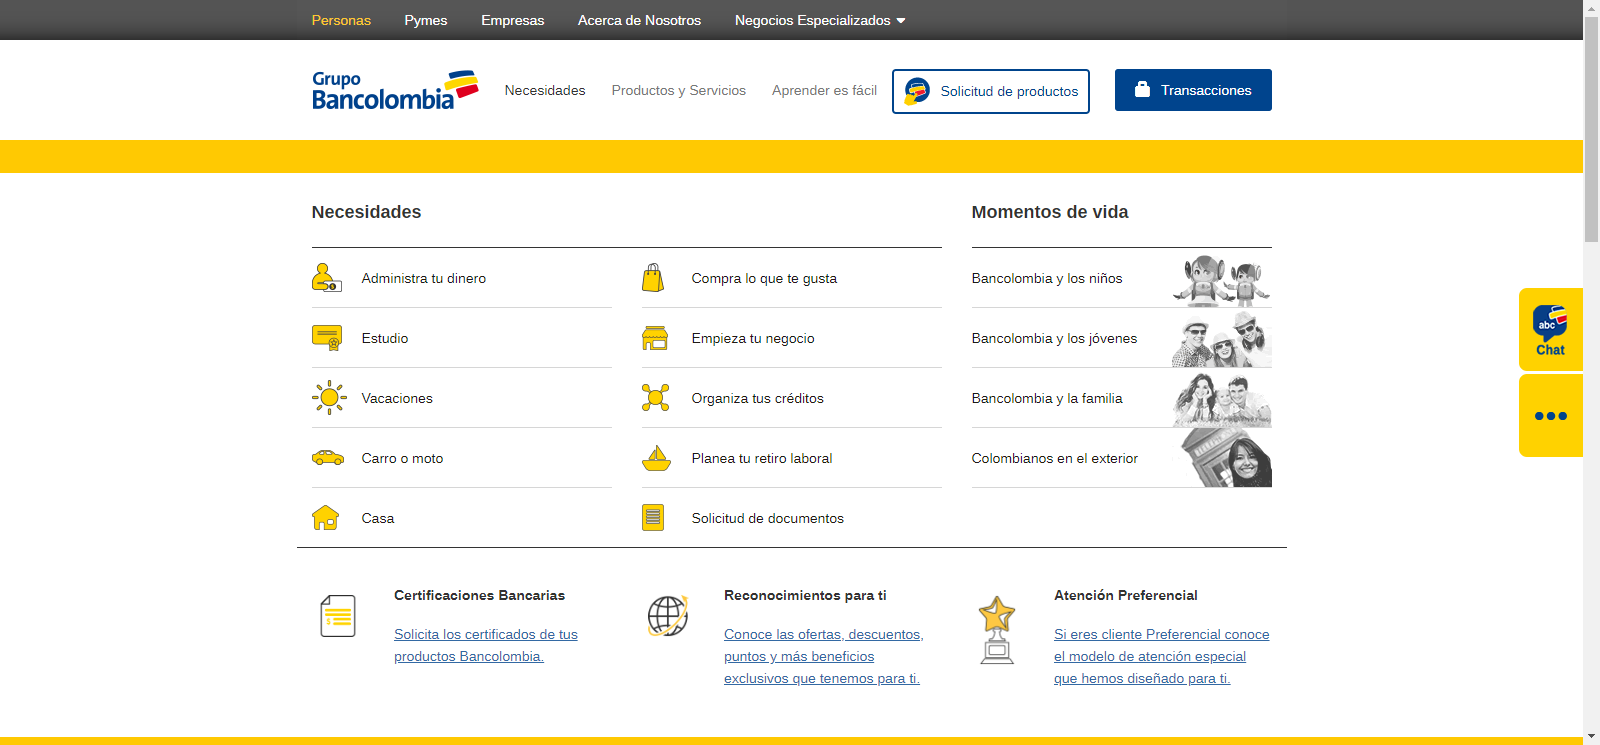 Personas Pymes Empresas Acerca de Nosotros Negocios Especializados
Grupo
Bancolombia
Necesidades Productos y Servicios Aprender es fácil Solicitud de productos Transacciones
Necesidades
Administra tu dinero
Estudio
Vacaciones
Carro o moto
Casa
Compra lo que te gusta
Empieza tu negocio
Organiza tus créditos
Planea tu retiro laboral
Solicitud de documentos
Momentos de vida
Bancolombia y los niños
Bancolombia y los jóvenes
Bancolombia y la familia
Colombianos en el exterior
abc
Chat
Certificaciones Bancarias
Solicita los certificados de tus
productos Bancolombia.
Reconocimientos para ti
Conoce las ofertas, descuentos,
puntos y más beneficios
exclusivos que tenemos para ti.
Atención Preferencial
Si eres cliente Preferencial conoce
el modelo de atención especial
que hemos diseñado para ti.